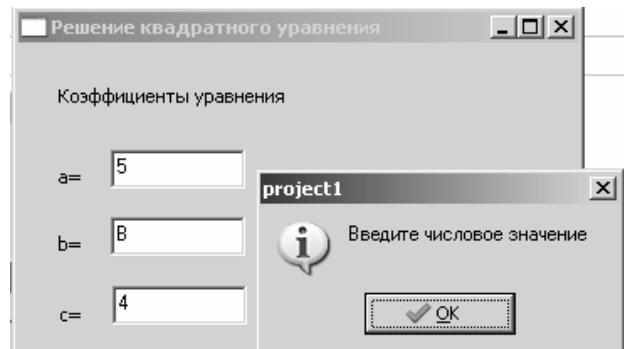 Решение квадратного уравнения
Коэффициенты уравнения
a= 5
project1
b= B
Введите числовое значение
c= 4
OK